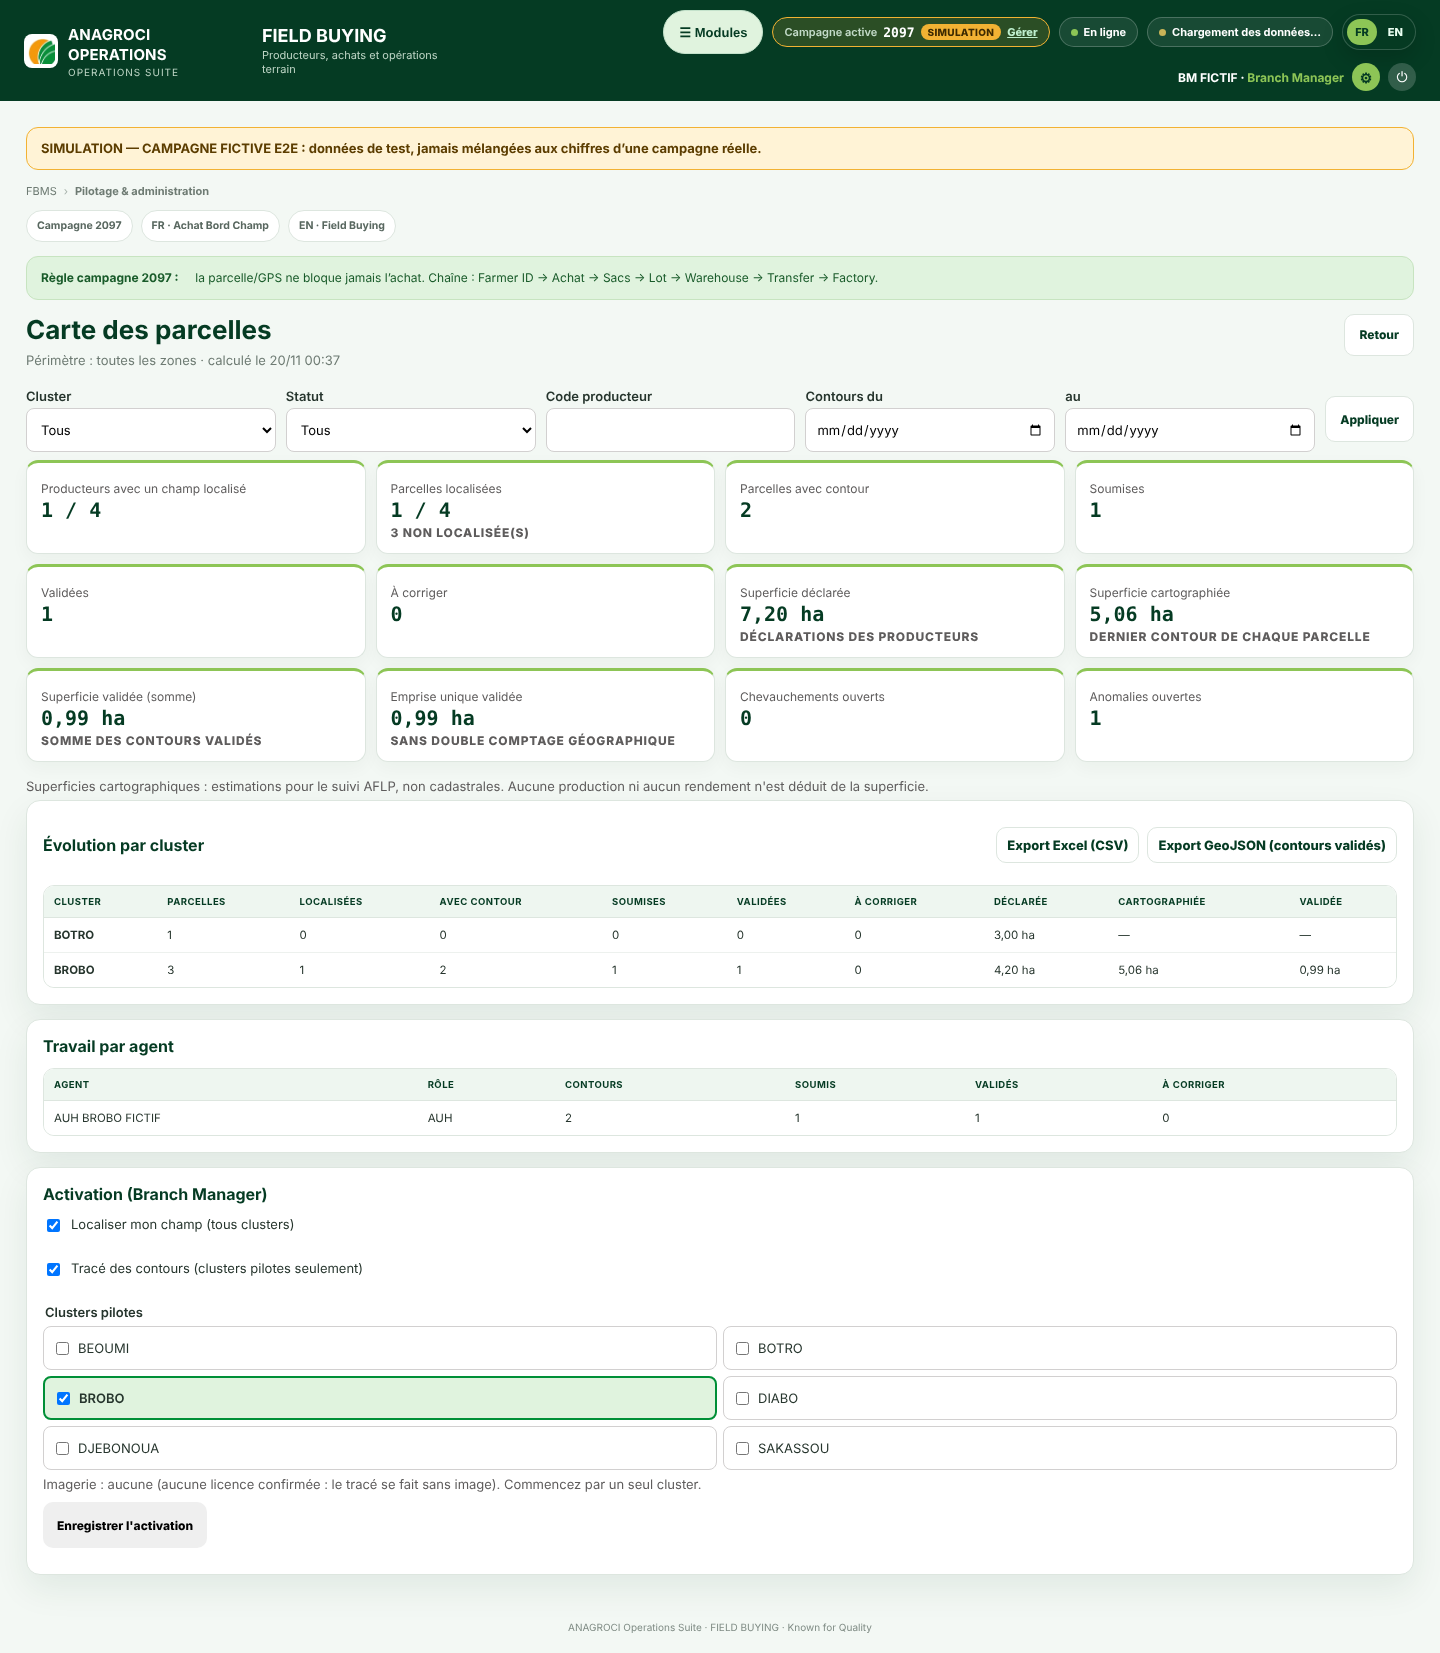 ANAGROCI
OPERATIONS
OPERATIONS SUITE
FIELD BUYING
Producteurs, achats et opérations
terrain
☰ Modules
Campagne active 2097 SIMULATION Gérer
En ligne
Chargement des données...
FR EN
BM FICTIF · Branch Manager
SIMULATION — CAMPAGNE FICTIVE E2E : données de test, jamais mélangées aux chiffres d’une campagne réelle.
FBMS › Pilotage & administration
Campagne 2097
FR · Achat Bord Champ
EN · Field Buying
Règle campagne 2097 : la parcelle/GPS ne bloque jamais l’achat. Chaîne : Farmer ID → Achat → Sacs → Lot → Warehouse → Transfer → Factory.
Carte des parcelles
Périmètre : toutes les zones · calculé le 20/11 00:37
Retour
Cluster Statut Code producteur Contours du au
Tous Tous mm/dd/yyyy mm/dd/yyyy Appliquer
Producteurs avec un champ localisé
1 / 4
Parcelles localisées
1 / 4
3 NON LOCALISÉE(S)
Parcelles avec contour
2
Soumises
1
Validées
1
À corriger
0
Superficie déclarée
7,20 ha
DÉCLARATIONS DES PRODUCTEURS
Superficie cartographiée
5,06 ha
DERNIER CONTOUR DE CHAQUE PARCELLE
Superficie validée (somme)
0,99 ha
SOMME DES CONTOURS VALIDÉS
Emprise unique validée
0,99 ha
SANS DOUBLE COMPTAGE GÉOGRAPHIQUE
Chevauchements ouverts
0
Anomalies ouvertes
1
Superficies cartographiques : estimations pour le suivi AFLP, non cadastrales. Aucune production ni aucun rendement n'est déduit de la superficie.
Évolution par cluster
Export Excel (CSV)
Export GeoJSON (contours validés)
CLUSTER PARCELLES LOCALISÉES AVEC CONTOUR SOUMISES VALIDÉES À CORRIGER DÉCLARÉE CARTOGRAPHIÉE VALIDÉE
BOTRO 1 0 0 0 0 0 3,00 ha — —
BROBO 3 1 2 1 1 0 4,20 ha 5,06 ha 0,99 ha
Travail par agent
AGENT RÔLE CONTOURS SOUMIS VALIDÉS À CORRIGER
AUH BROBO FICTIF AUH 2 1 1 0
Activation (Branch Manager)
Localiser mon champ (tous clusters)
Tracé des contours (clusters pilotes seulement)
Clusters pilotes
BEOUMI BOTRO
BROBO DIABO
DJEBONOUA SAKASSOU
Imagerie : aucune (aucune licence confirmée : le tracé se fait sans image). Commencez par un seul cluster.
Enregistrer l'activation
ANAGROCI Operations Suite · FIELD BUYING · Known for Quality